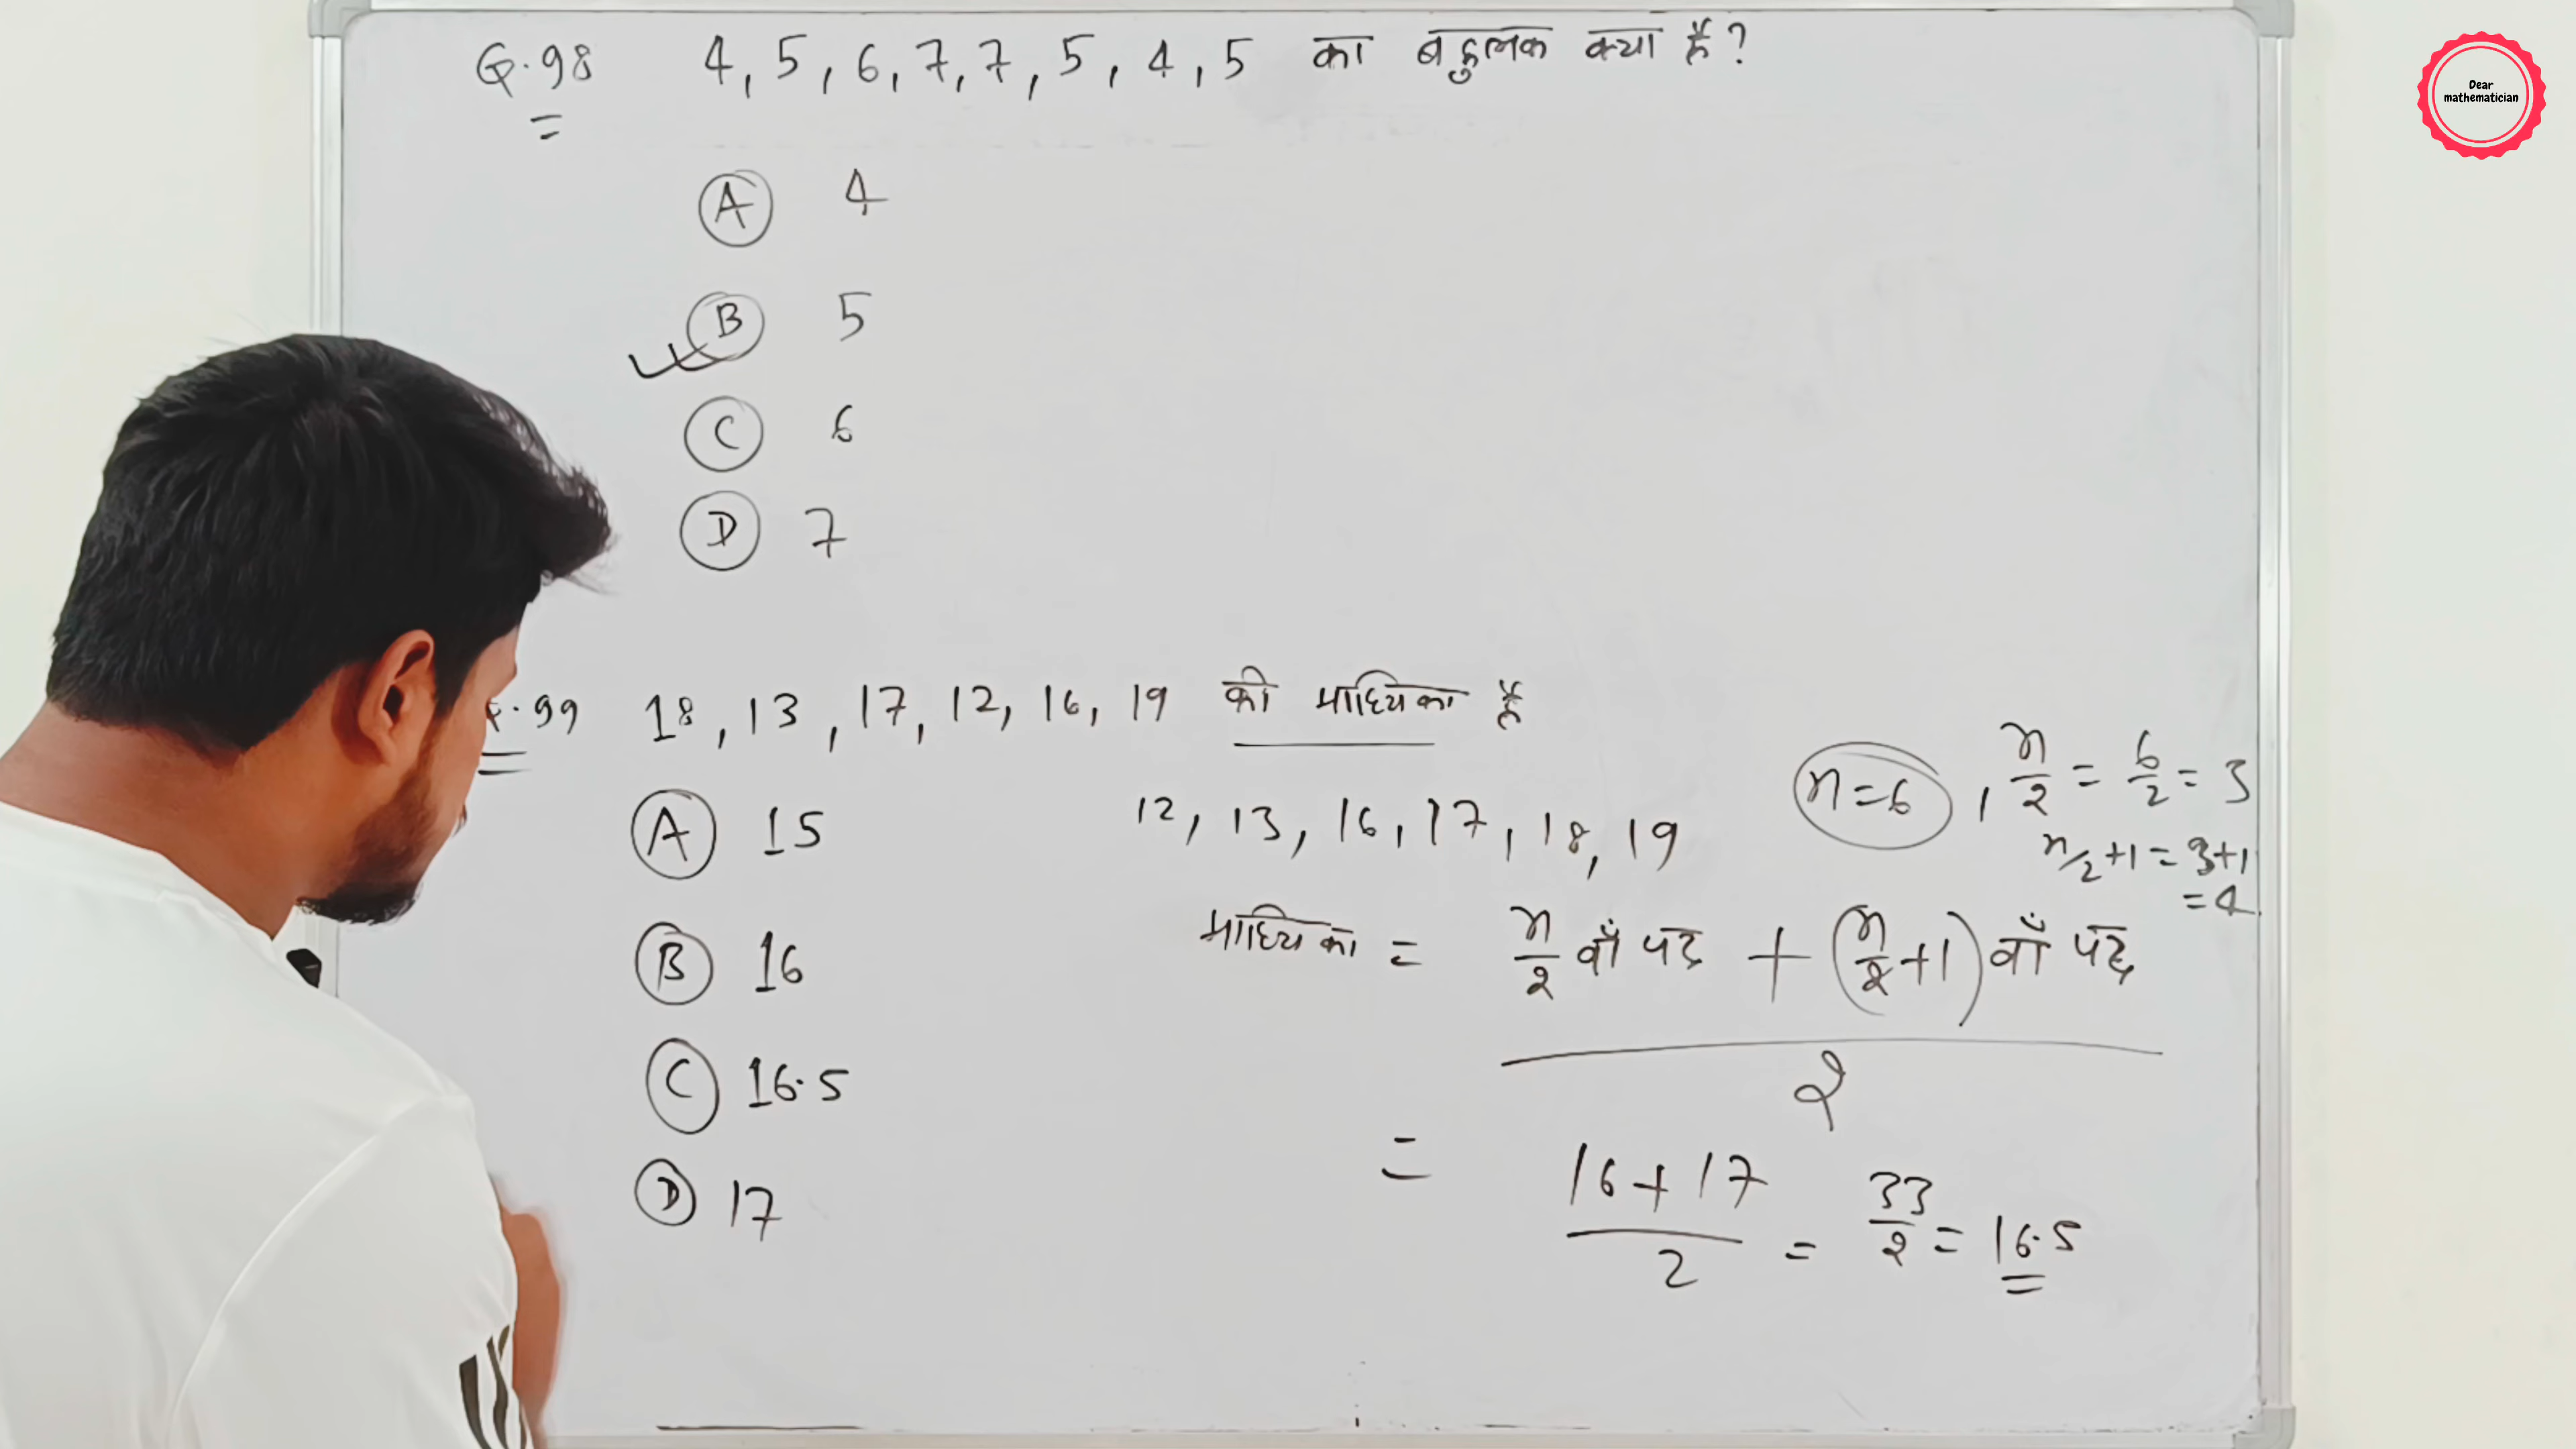 Q.98 4, 5, 6, 7, 7, 5, 4, 5 का बहुलक क्या है?
Dear
mathematician
A 4
B 5
C 6
D 7
.99 18, 13, 17, 12, 16, 19 की माध्यिका है
A 15
12, 13, 16, 17, 18, 19
n=6, n/2 = 6/2 = 3
n/2+1 = 3+1
=4
माध्यिका = n/2 वाँ पद + (n/2+1) वाँ पद
2
B 16
C 16.5
D 17
= 16+17/2 = 33/2 = 16.5